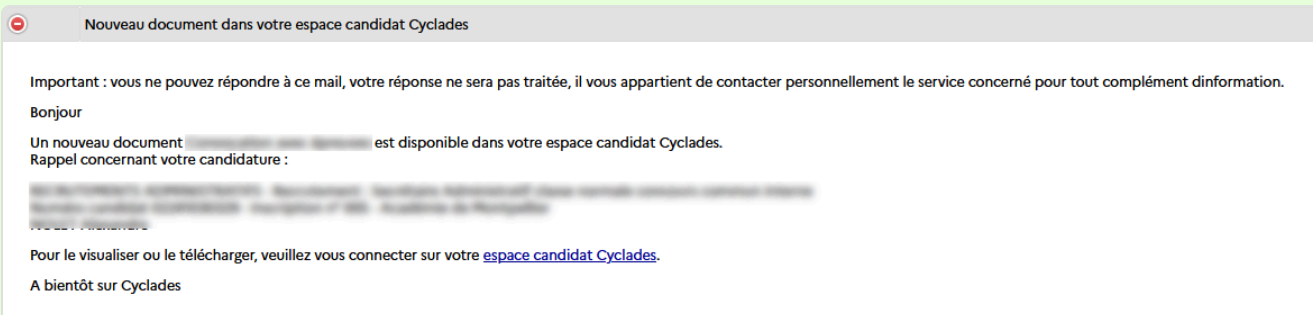 Nouveau document dans votre espace candidat Cyclades
Important : vous ne pouvez répondre à ce mail, votre réponse ne sera pas traitée, il vous appartient de contacter personnellement le service concerné pour tout complément dinformation.
Bonjour
Un nouveau document est disponible dans votre espace candidat Cyclades.
Rappel concernant votre candidature :
Pour le visualiser ou le télécharger, veuillez vous connecter sur votre espace candidat Cyclades.
A bientôt sur Cyclades